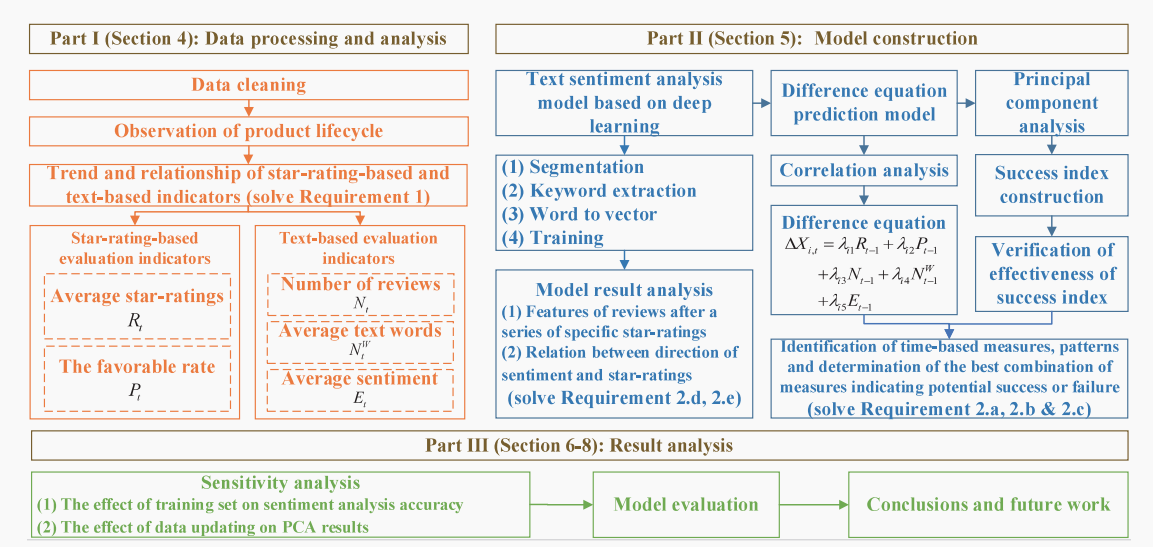 Part I (Section 4): Data processing and analysis
Data cleaning
Observation of product lifecycle
Trend and relationship of star-rating-based and
text-based indicators (solve Requirement 1)
Star-rating-based
evaluation indicators
Average star-ratings
R_t
The favorable rate
P_t
Text-based evaluation
indicators
Number of reviews
N_t
Average text words
N_t^W
Average sentiment
E_t
Part II (Section 5): Model construction
Text sentiment analysis
model based on deep
learning
(1) Segmentation
(2) Keyword extraction
(3) Word to vector
(4) Training
Model result analysis
(1) Features of reviews after a
series of specific star-ratings
(2) Relation between direction of
sentiment and star-ratings
(solve Requirement 2.d, 2.e)
Difference equation
prediction model
Correlation analysis
Difference equation
ΔX_{i,t} = λ_{i1}R_{t-1} + λ_{i2}P_{t-1}
+λ_{i3}N_{t-1} + λ_{i4}N_{t-1}^W
+λ_{i5}E_{t-1}
Principal
component
analysis
Success index
construction
Verification of
effectiveness of
success index
Identification of time-based measures, patterns
and determination of the best combination of
measures indicating potential success or failure
(solve Requirement 2.a, 2.b & 2.c)
Part III (Section 6-8): Result analysis
Sensitivity analysis
(1) The effect of training set on sentiment analysis accuracy
(2) The effect of data updating on PCA results
Model evaluation
Conclusions and future work